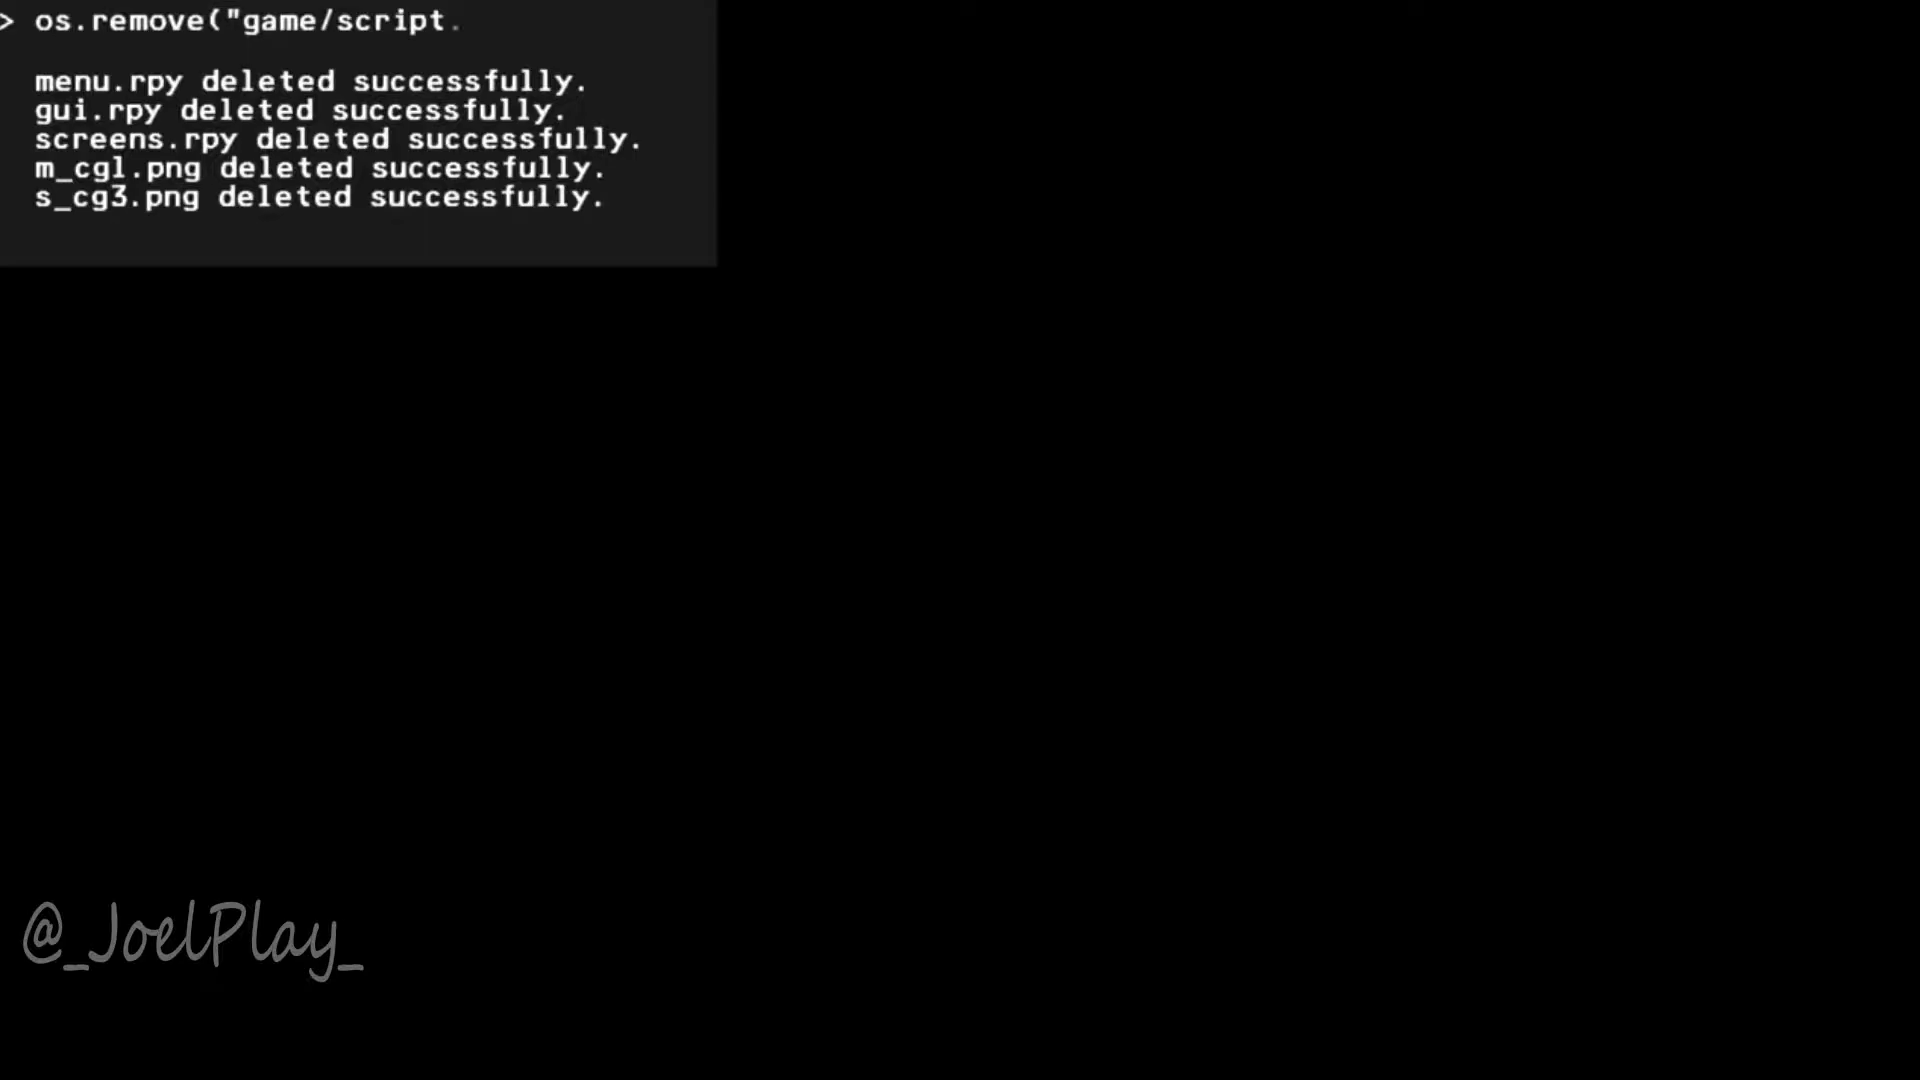 > os.remove("game/script.
menu.rpy deleted successfully.
gui.rpy deleted successfully.
screens.rpy deleted successfully.
m_cg1.png deleted successfully.
s_cg3.png deleted successfully.
@_JoelPlay_